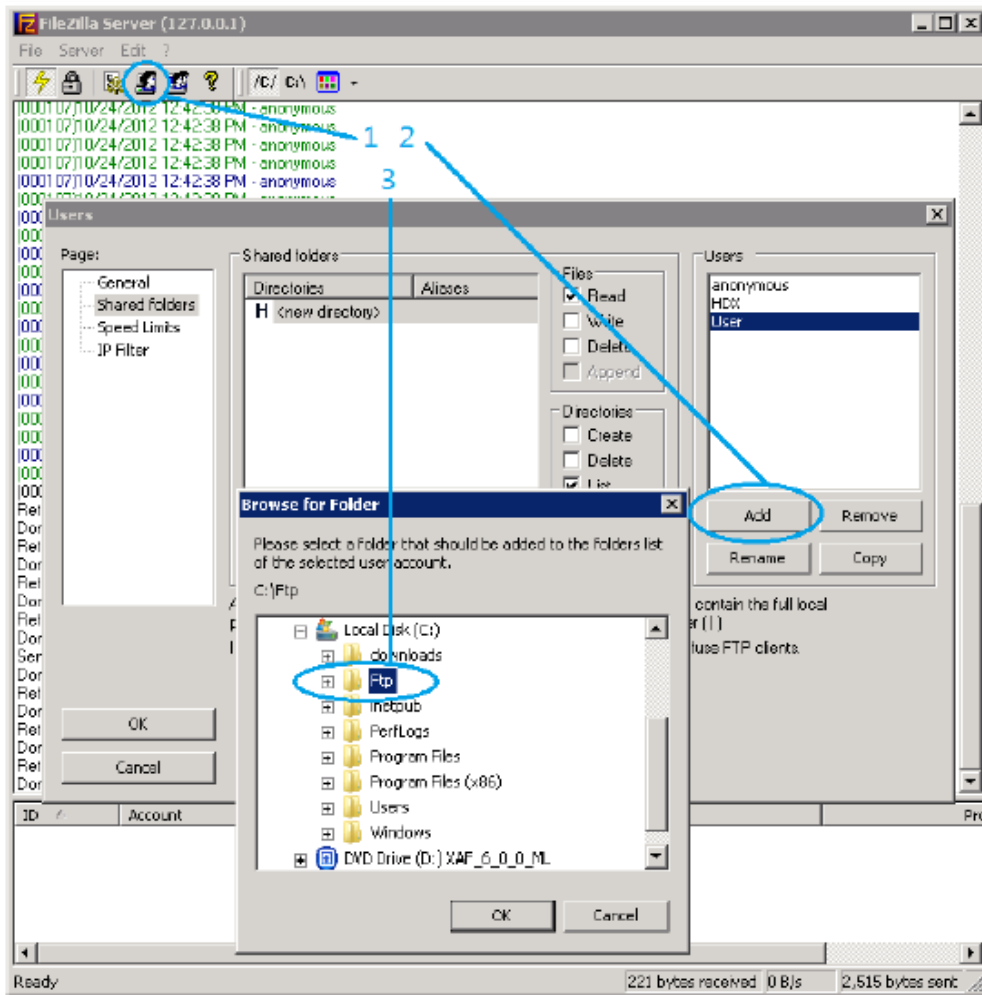 FileZilla Server (127.0.0.1)
File Server Edit ?
/C/ C:\
(000107)10/24/2012 12:42:38 PM - anonymous
(000107)10/24/2012 12:42:38 PM - anonymous
(000107)10/24/2012 12:42:38 PM - anonymous
(000107)10/24/2012 12:42:38 PM - anonymous
(000107)10/24/2012 12:42:38 PM - anonymous
1 2
3
Users
Page:
General
Shared folders
Speed Limits
IP Filter
OK
Cancel
Shared folders
Directories Aliases
H <new directory>
Files
Read
Write
Delete
Append
Directories
Create
Delete
List
Users
anonymous
HDX
User
Add Remove
Rename Copy
contain the full local
fuse FTP clients.
Browse for Folder
Please select a folder that should be added to the folders list
of the selected user account.
C:\Ftp
Local Disk (C:)
downloads
Ftp
inetpub
PerfLogs
Program Files
Program Files (x86)
Users
Windows
DVD Drive (D:) XAF_6_0_0_ML
OK Cancel
ID Account
Ready 221 bytes received 0 B/s 2,515 bytes sent